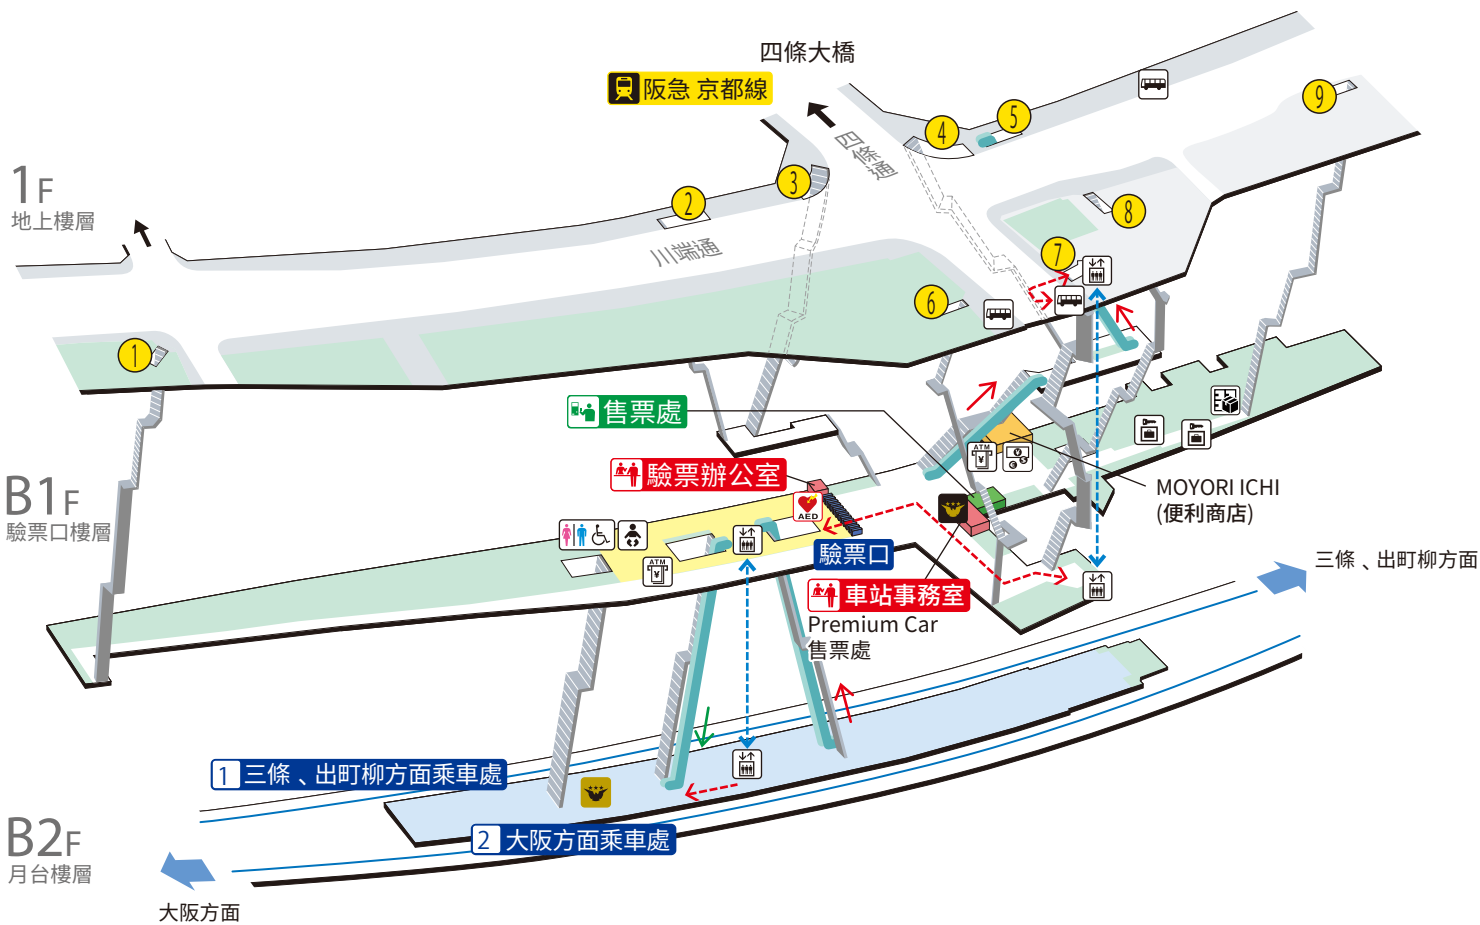 四條大橋
阪急 京都線
四條通
川端通
1F
地上樓層
1
2
3
4
5
6
7
8
9
售票處
驗票辦公室
B1F
驗票口樓層
ATM
AED
ATM
MOYORI ICHI
(便利商店)
驗票口
車站事務室
Premium Car
售票處
三條、出町柳方面
1 三條、出町柳方面乘車處
2 大阪方面乘車處
B2F
月台樓層
大阪方面